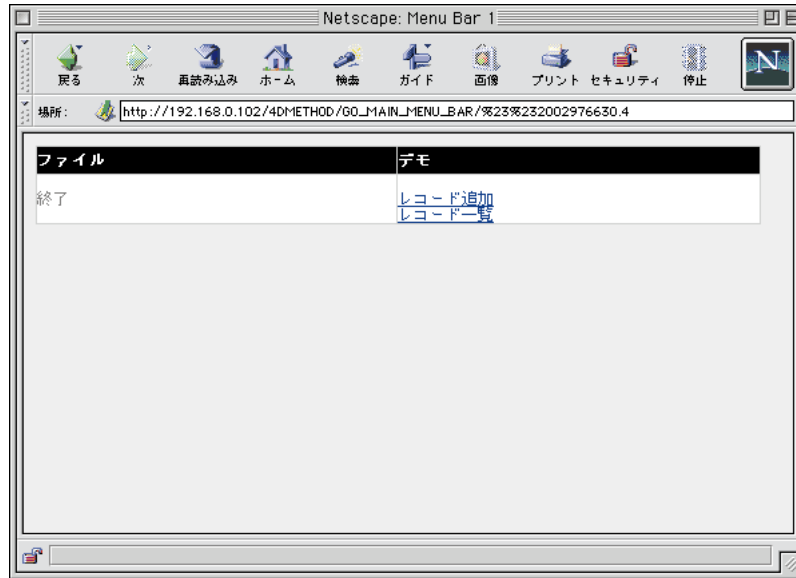 Netscape: Menu Bar 1
戻る 次 再読み込み ホーム 検索 ガイド 画像 プリント セキュリティ 停止 N
場所: http://192.168.0.102/4DMETHOD/GO_MAIN_MENU_BAR/%23%232002976630.4
ファイル デモ
終了 レコード追加
レコード一覧